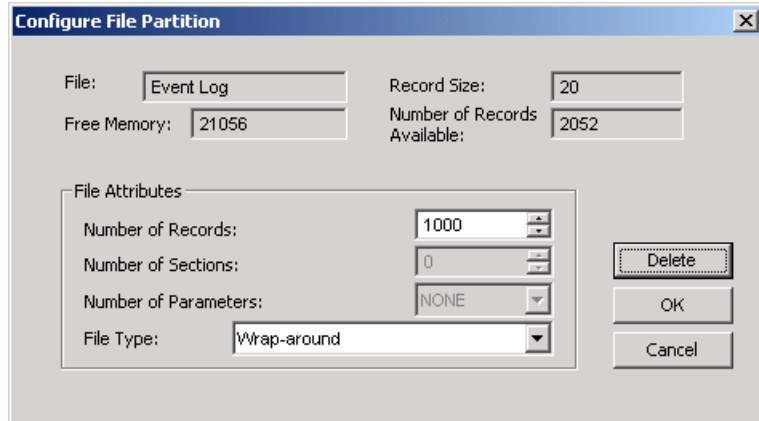 Configure File Partition
File: Event Log
Record Size: 20
Free Memory: 21056
Number of Records Available: 2052
File Attributes
Number of Records: 1000
Number of Sections: 0
Number of Parameters: NONE
File Type: Wrap-around
Delete
OK
Cancel